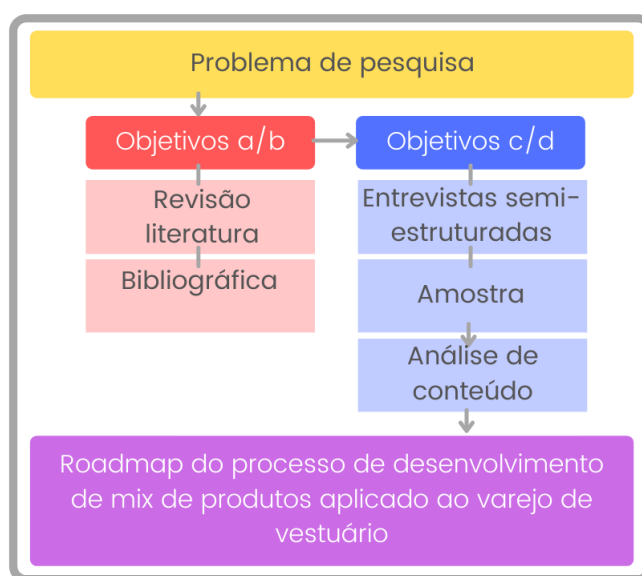 Problema de pesquisa
Objetivos a/b
Objetivos c/d
Revisão
literatura
Bibliográfica
Entrevistas semi-
estruturadas
Amostra
Análise de
conteúdo
Roadmap do processo de desenvolvimento
de mix de produtos aplicado ao varejo de
vestuário